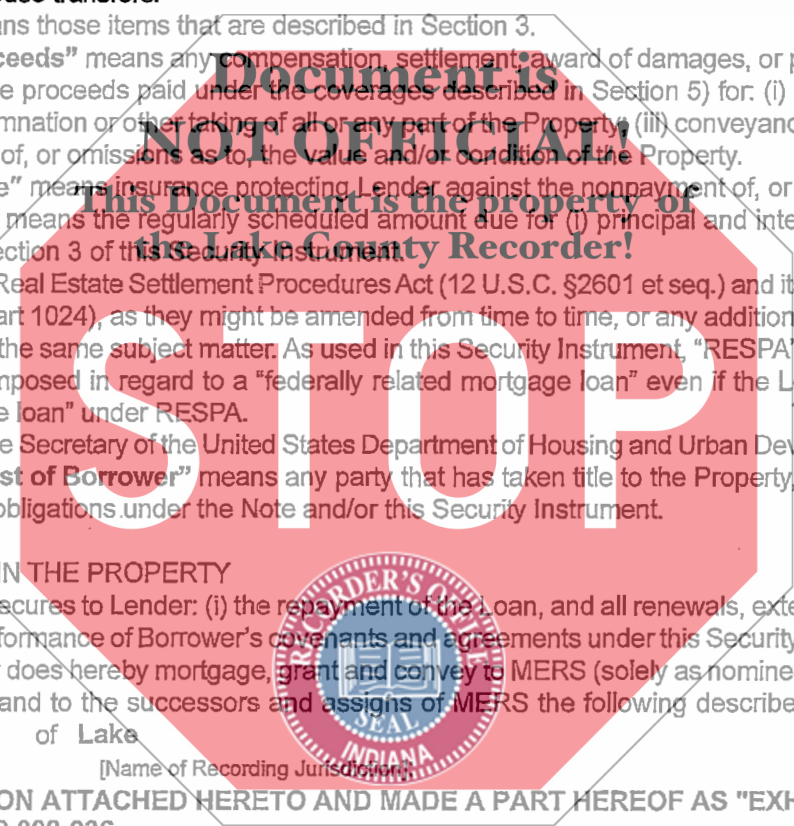 ans those items that are described in Section 3.
ceeds" means any compensation, settlement, award of damages, or p
e proceeds paid under the coverages described in Section 5) for: (i)
mnation or other taking of all or any part of the Property; (iii) conveyanc
of, or omissions as to, the value and/or condition of the Property.
e" means insurance protecting Lender against the nonpayment of, or
means the regularly scheduled amount due for (i) principal and inte
ection 3 of this Security Instrument.
Real Estate Settlement Procedures Act (12 U.S.C. §2601 et seq.) and it
art 1024), as they might be amended from time to time, or any addition
the same subject matter. As used in this Security Instrument, "RESPA"
mposed in regard to a "federally related mortgage loan" even if the L
e loan" under RESPA.
e Secretary of the United States Department of Housing and Urban Dev
st of Borrower" means any party that has taken title to the Property,
obligations under the Note and/or this Security Instrument.
IN THE PROPERTY
ecures to Lender: (i) the repayment of the Loan, and all renewals, exte
formance of Borrower's covenants and agreements under this Security
does hereby mortgage, grant and convey to MERS (solely as nomine
and to the successors and assigns of MERS the following describe
of Lake
[Name of Recording Jurisdiction]:
ON ATTACHED HERETO AND MADE A PART HEREOF AS "EXH
Document is
NOT OFFICIAL!
This Document is the property of
the Lake County Recorder!
STOP
RECORDER'S OFFICE
SEAL
INDIANA